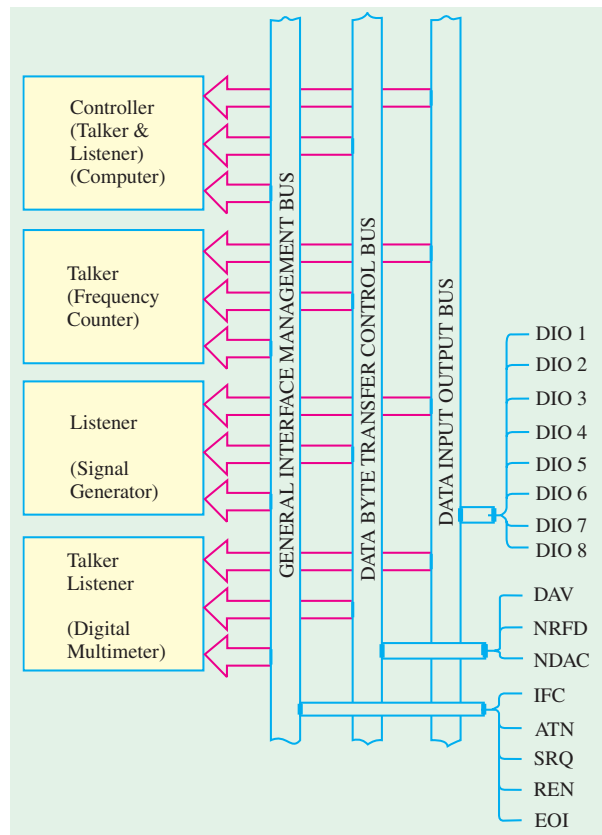 Controller
(Talker &
Listener)
(Computer)
Talker
(Frequency
Counter)
Listener
(Signal
Generator)
Talker
Listener
(Digital
Multimeter)
GENERAL INTERFACE MANAGEMENT BUS
DATA BYTE TRANSFER CONTROL BUS
DATA INPUT OUTPUT BUS
DIO 1
DIO 2
DIO 3
DIO 4
DIO 5
DIO 6
DIO 7
DIO 8
DAV
NRFD
NDAC
IFC
ATN
SRQ
REN
EOI